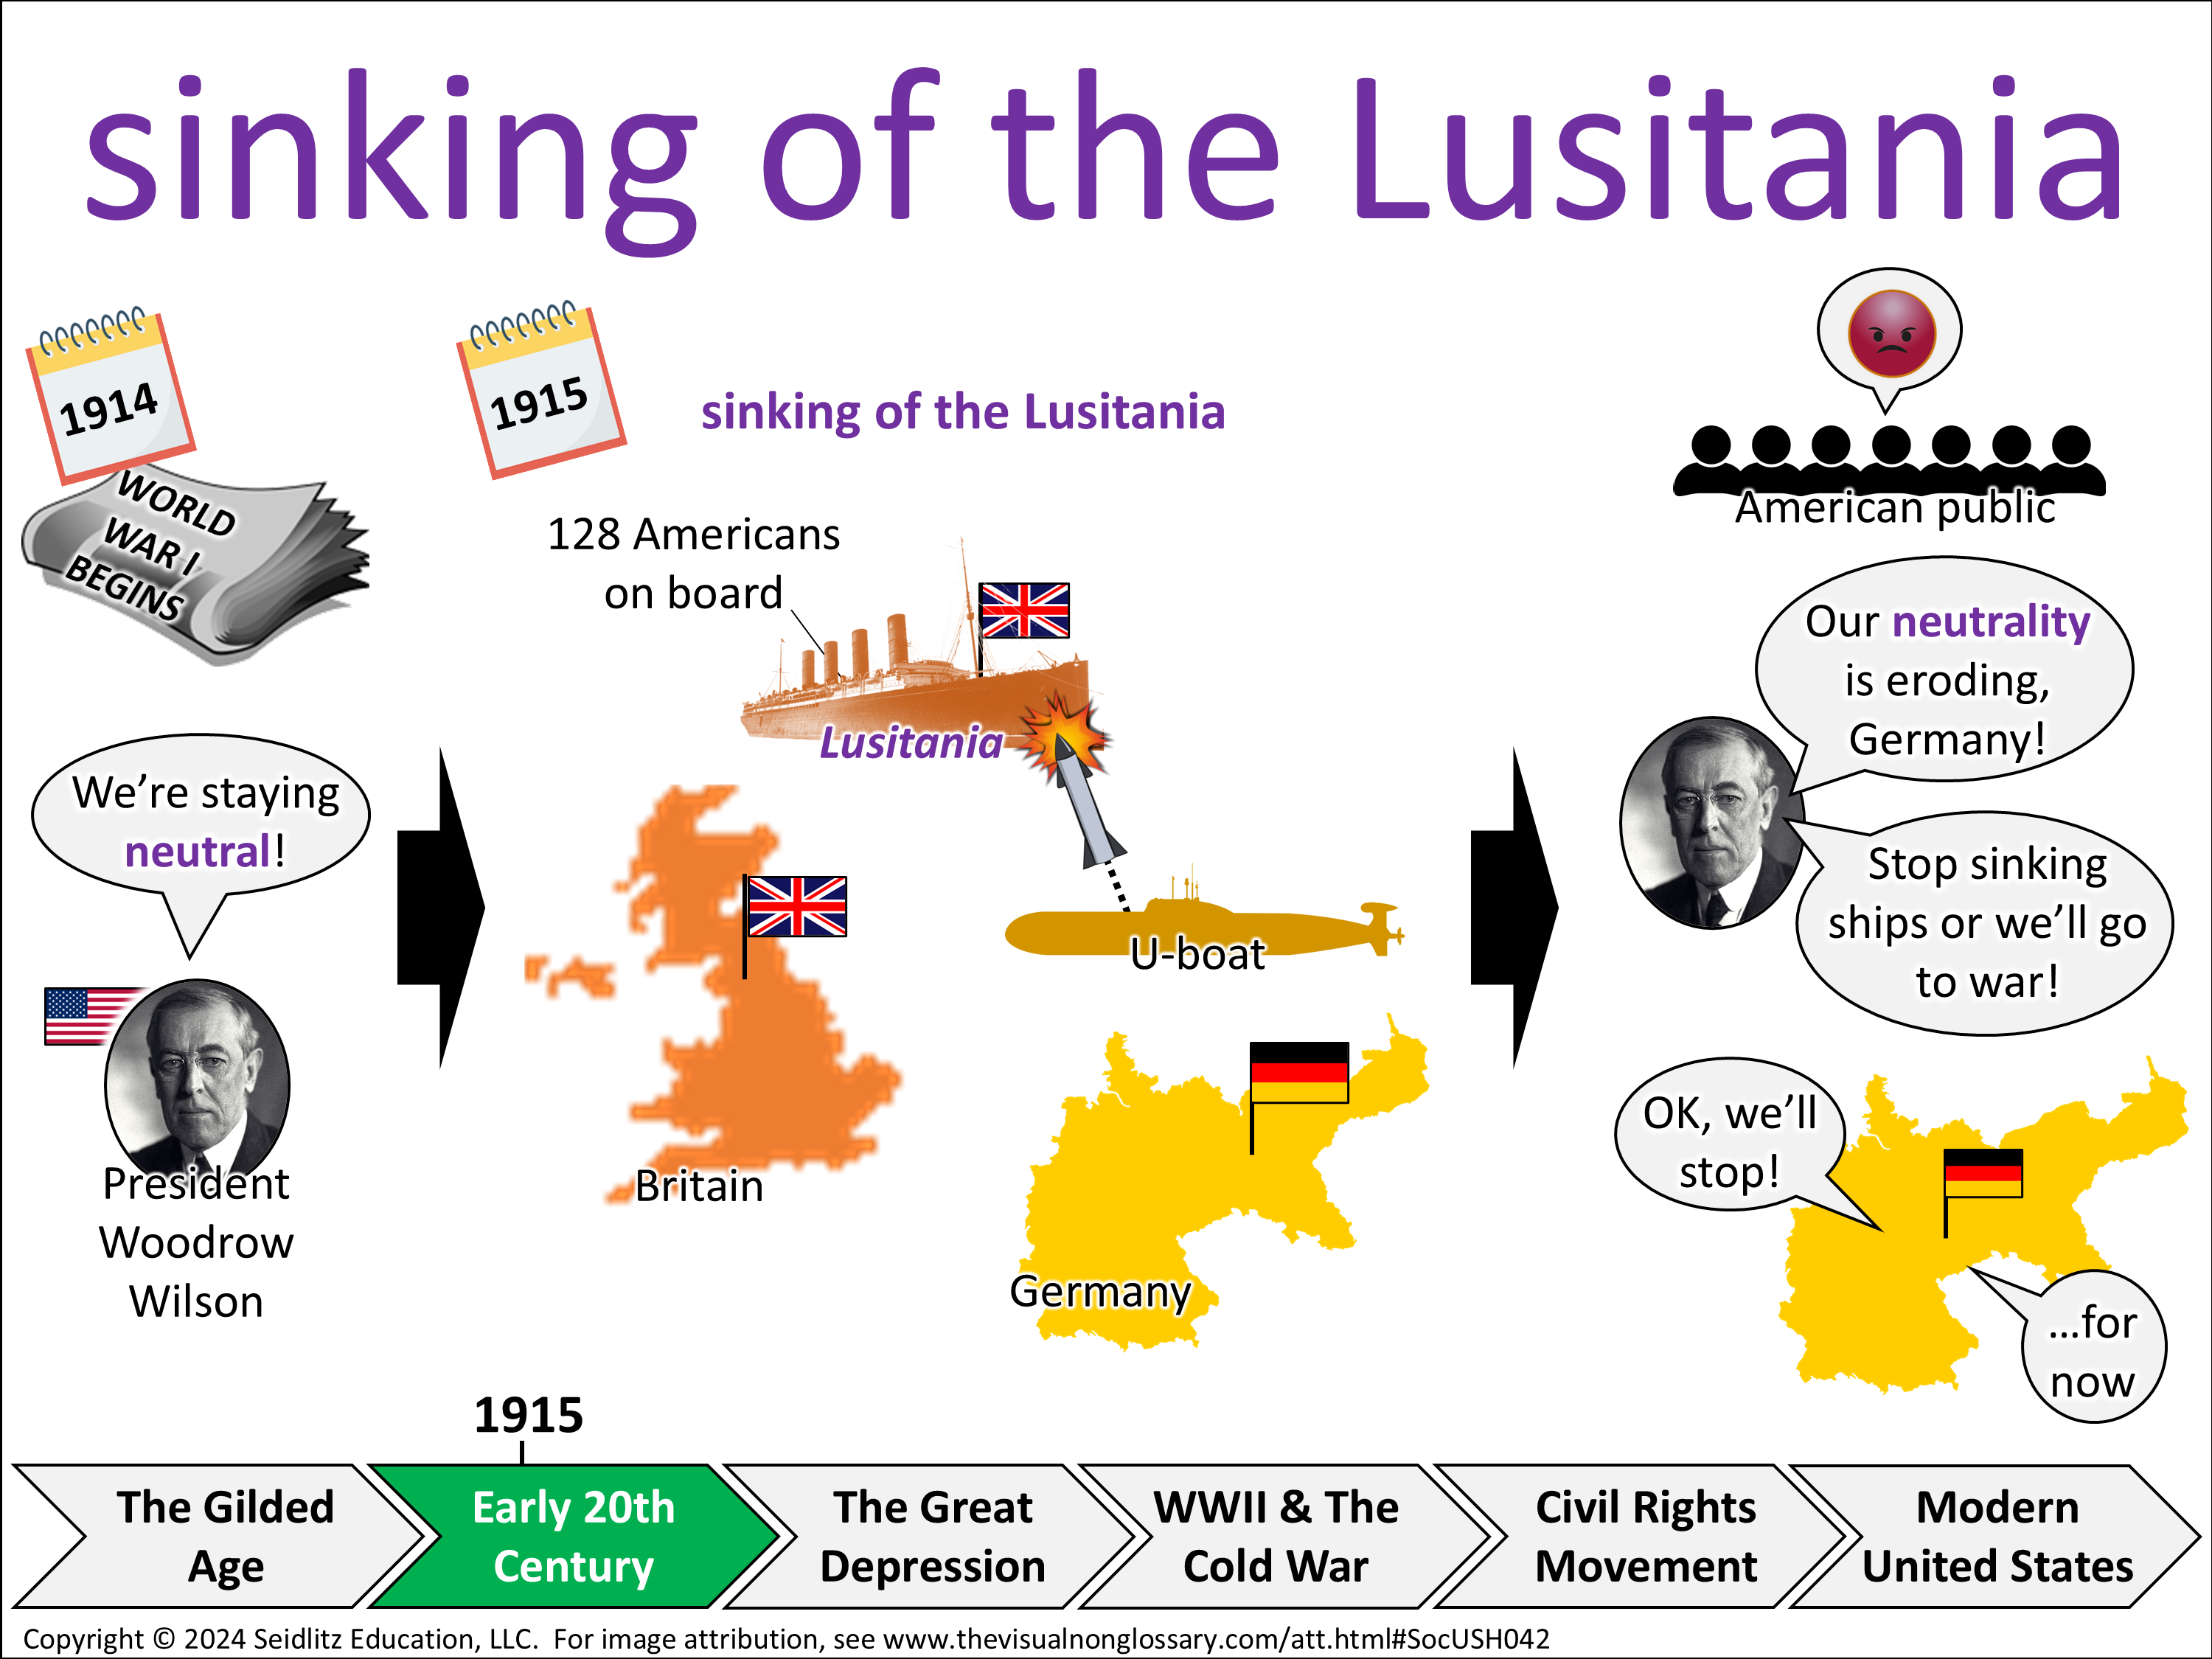 sinking of the Lusitania
1914
WORLD
WAR I
BEGINS
We're staying
neutral!
President
Woodrow
Wilson
1915
sinking of the Lusitania
128 Americans
on board
Lusitania
U-boat
Britain
Germany
American public
Our neutrality
is eroding,
Germany!
Stop sinking
ships or we'll go
to war!
OK, we'll
stop!
...for
now
1915
The Gilded
Age
Early 20th
Century
The Great
Depression
WWII & The
Cold War
Civil Rights
Movement
Modern
United States
Copyright © 2024 Seidlitz Education, LLC.  For image attribution, see www.thevisualnonglossary.com/att.html#SocUSH042